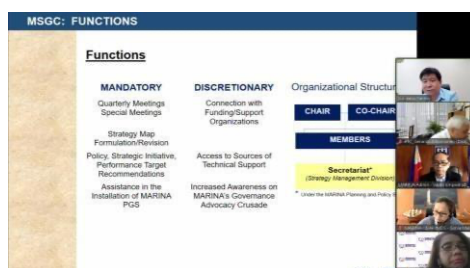 MSGC: FUNCTIONS
Functions
MANDATORY
Quarterly Meetings
Special Meetings
Strategy Map
Formulation/Revision
Policy, Strategic Initiative,
Performance Target
Recommendations
Assistance in the
Installation of MARINA
PGS
DISCRETIONARY
Connection with
Funding/Support
Organizations
Access to Sources of
Technical Support
Increased Awareness on
MARINA's Governance
Advocacy Crusade
Organizational Structur
CHAIR
CO-CHAIR
MEMBERS
Secretariat*
(Strategy Management Division)
* Under the MARINA Planning and Policy